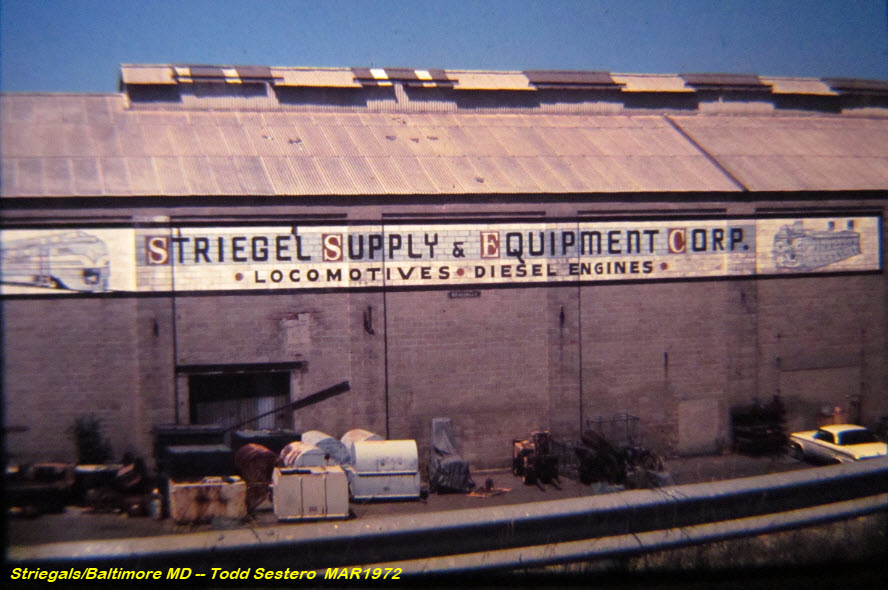 STRIEGEL SUPPLY & EQUIPMENT CORP.
• LOCOMOTIVES • DIESEL ENGINES •
Striegals/Baltimore MD -- Todd Sestero MAR1972